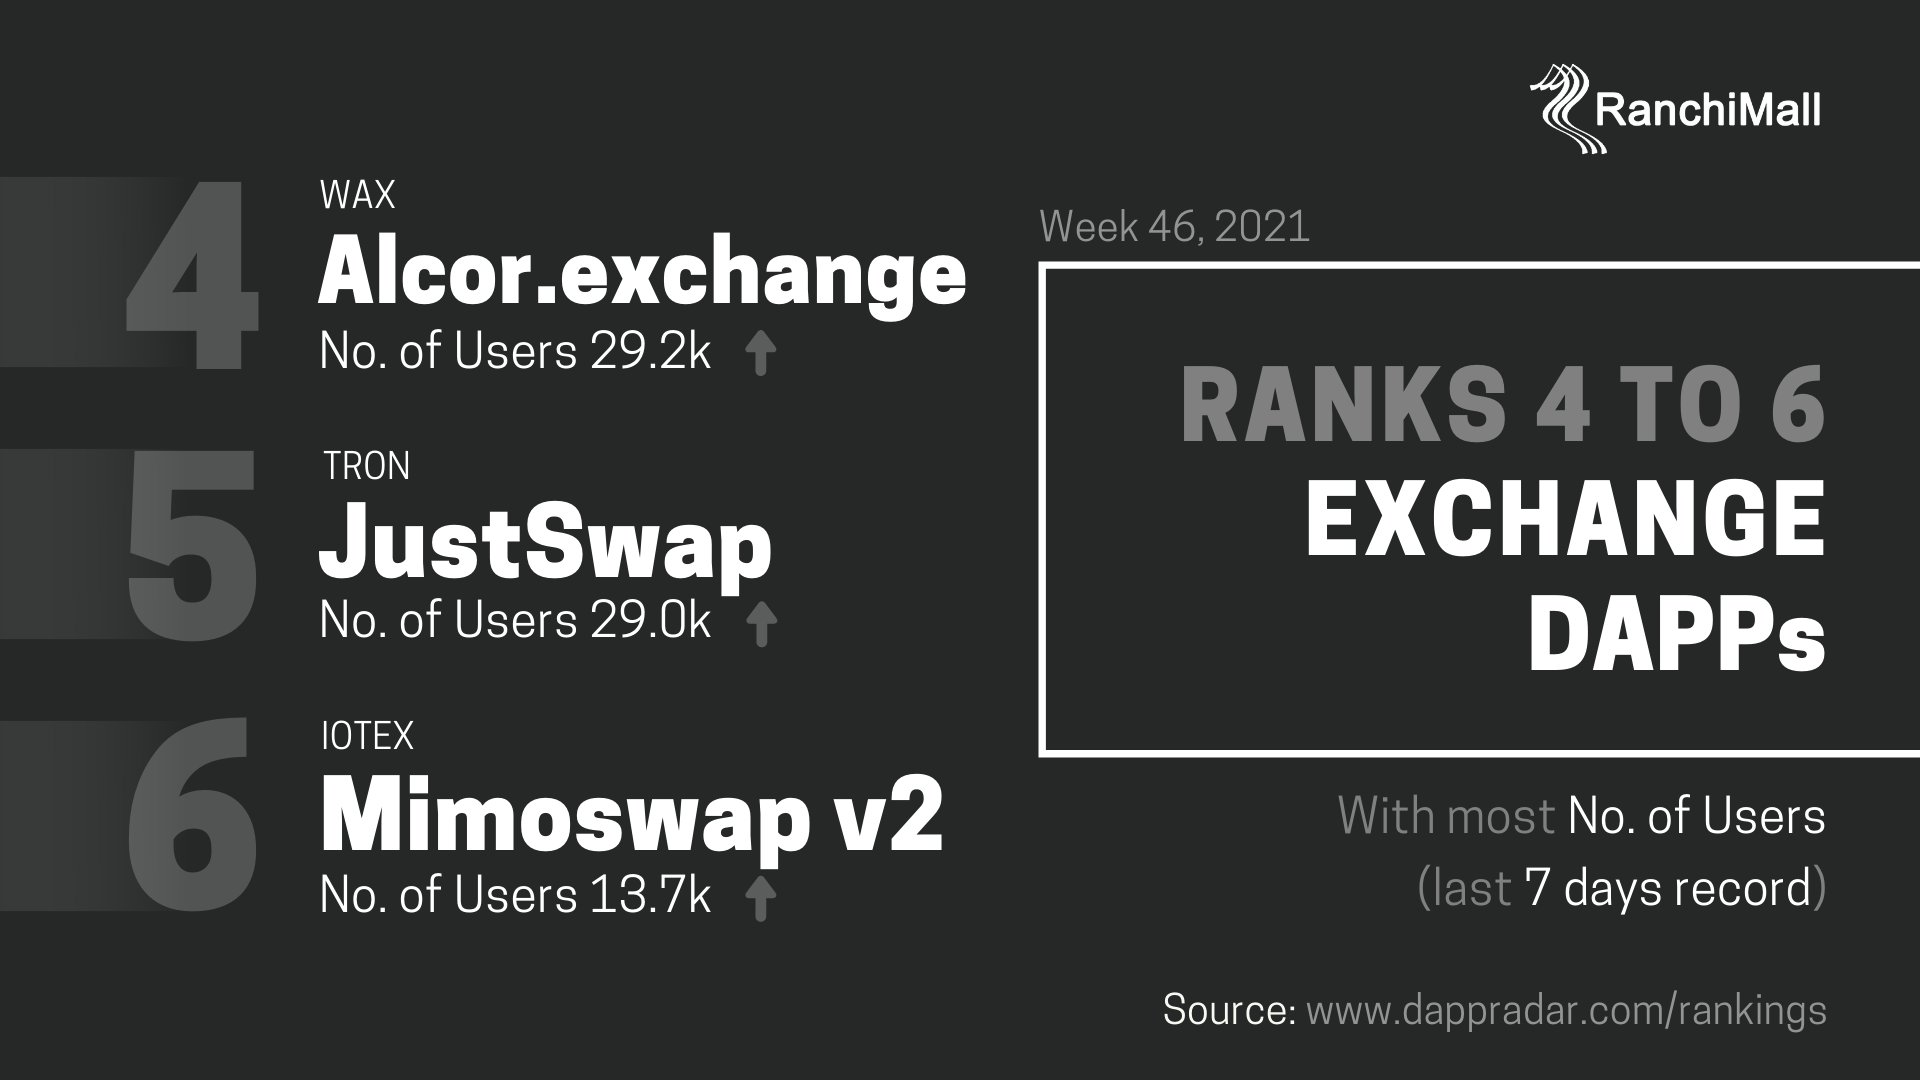 RanchiMall
4
WAX
Alcor.exchange
No. of Users 29.2k
5
TRON
JustSwap
No. of Users 29.0k
6
IOTEX
Mimoswap v2
No. of Users 13.7k
Week 46, 2021
RANKS 4 TO 6
EXCHANGE
DAPPs
With most No. of Users
(last 7 days record)
Source: www.dappradar.com/rankings